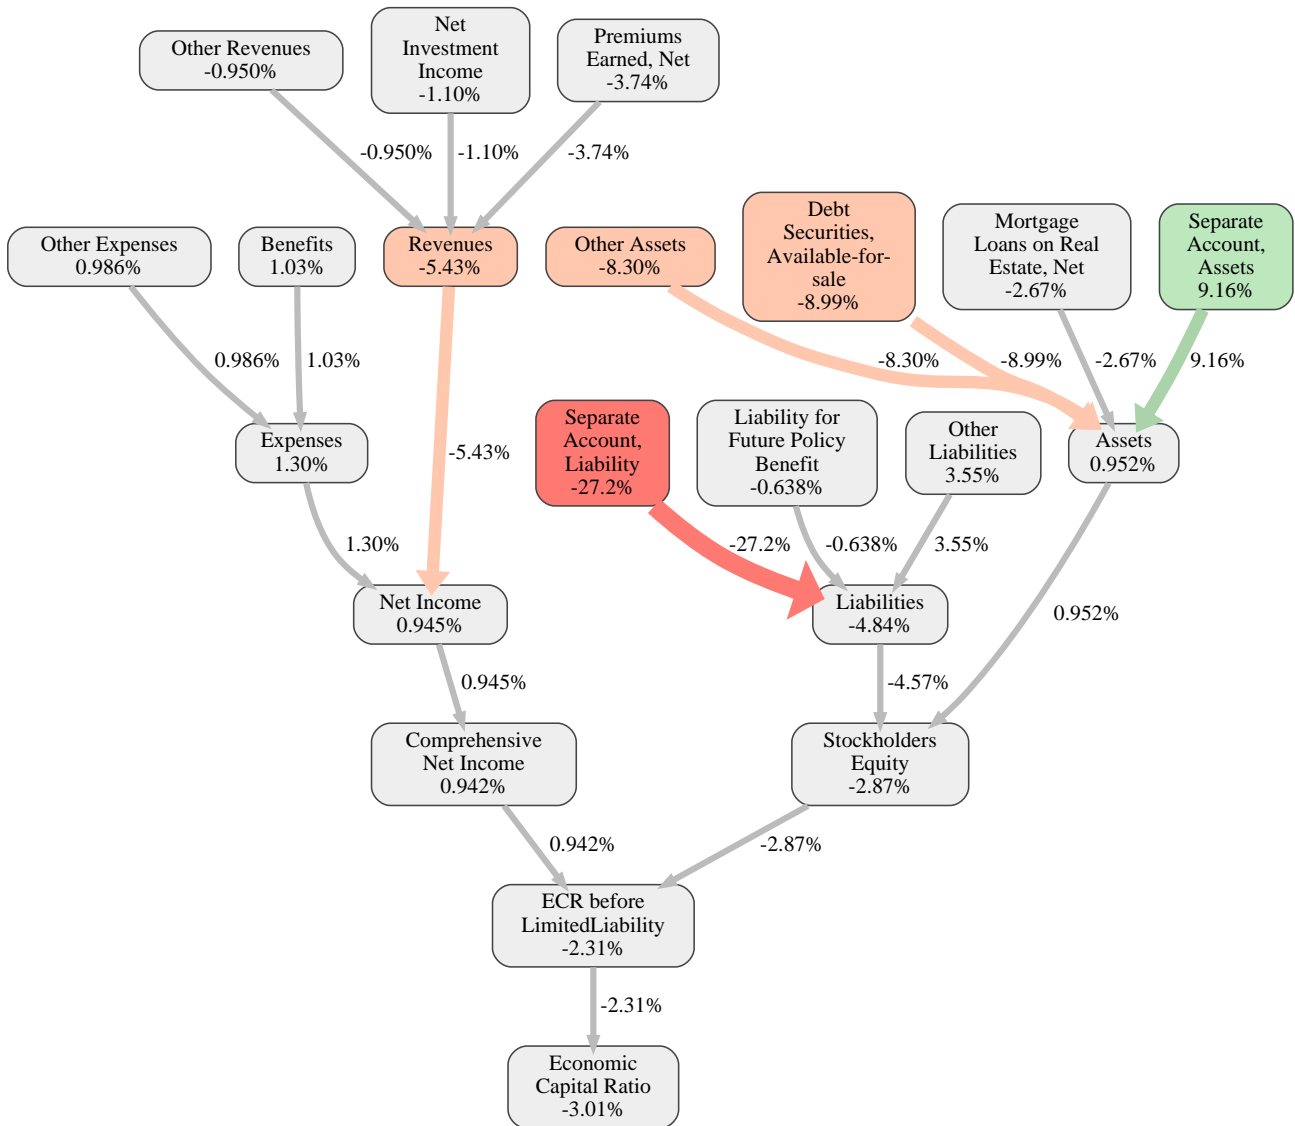 Other Revenues
-0.950%
Net
Investment
Income
-1.10%
Premiums
Earned, Net
-3.74%
-0.950%
-1.10%
-3.74%
Other Expenses
0.986%
Benefits
1.03%
Revenues
-5.43%
Other Assets
-8.30%
Debt
Securities,
Available-for-
sale
-8.99%
Mortgage
Loans on Real
Estate, Net
-2.67%
Separate
Account,
Assets
9.16%
0.986%
1.03%
-8.30%
-8.99%
-2.67%
9.16%
Expenses
1.30%
-5.43%
Separate
Account,
Liability
-27.2%
Liability for
Future Policy
Benefit
-0.638%
Other
Liabilities
3.55%
Assets
0.952%
1.30%
-27.2%
-0.638%
3.55%
Net Income
0.945%
Liabilities
-4.84%
0.952%
0.945%
-4.57%
Comprehensive
Net Income
0.942%
Stockholders
Equity
-2.87%
0.942%
-2.87%
ECR before
LimitedLiability
-2.31%
-2.31%
Economic
Capital Ratio
-3.01%